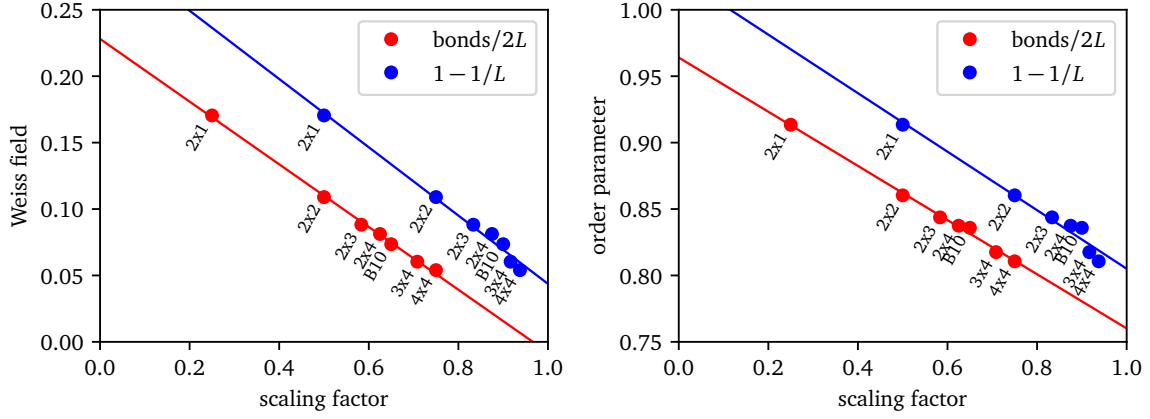 0.25
0.20
0.15
0.10
0.05
0.00
Weiss field
bonds/2L
1 − 1/L
2x1
2x2
2x3
2x4
B10
3x4
4x4
2x1
2x2
2x3
2x4
B10
3x4
4x4
0.0 0.2 0.4 0.6 0.8 1.0
scaling factor
1.00
0.95
0.90
0.85
0.80
0.75
order parameter
bonds/2L
1 − 1/L
2x1
2x2
2x3
2x4
B10
3x4
4x4
2x1
2x2
2x3
2x4
B10
3x4
4x4
0.0 0.2 0.4 0.6 0.8 1.0
scaling factor